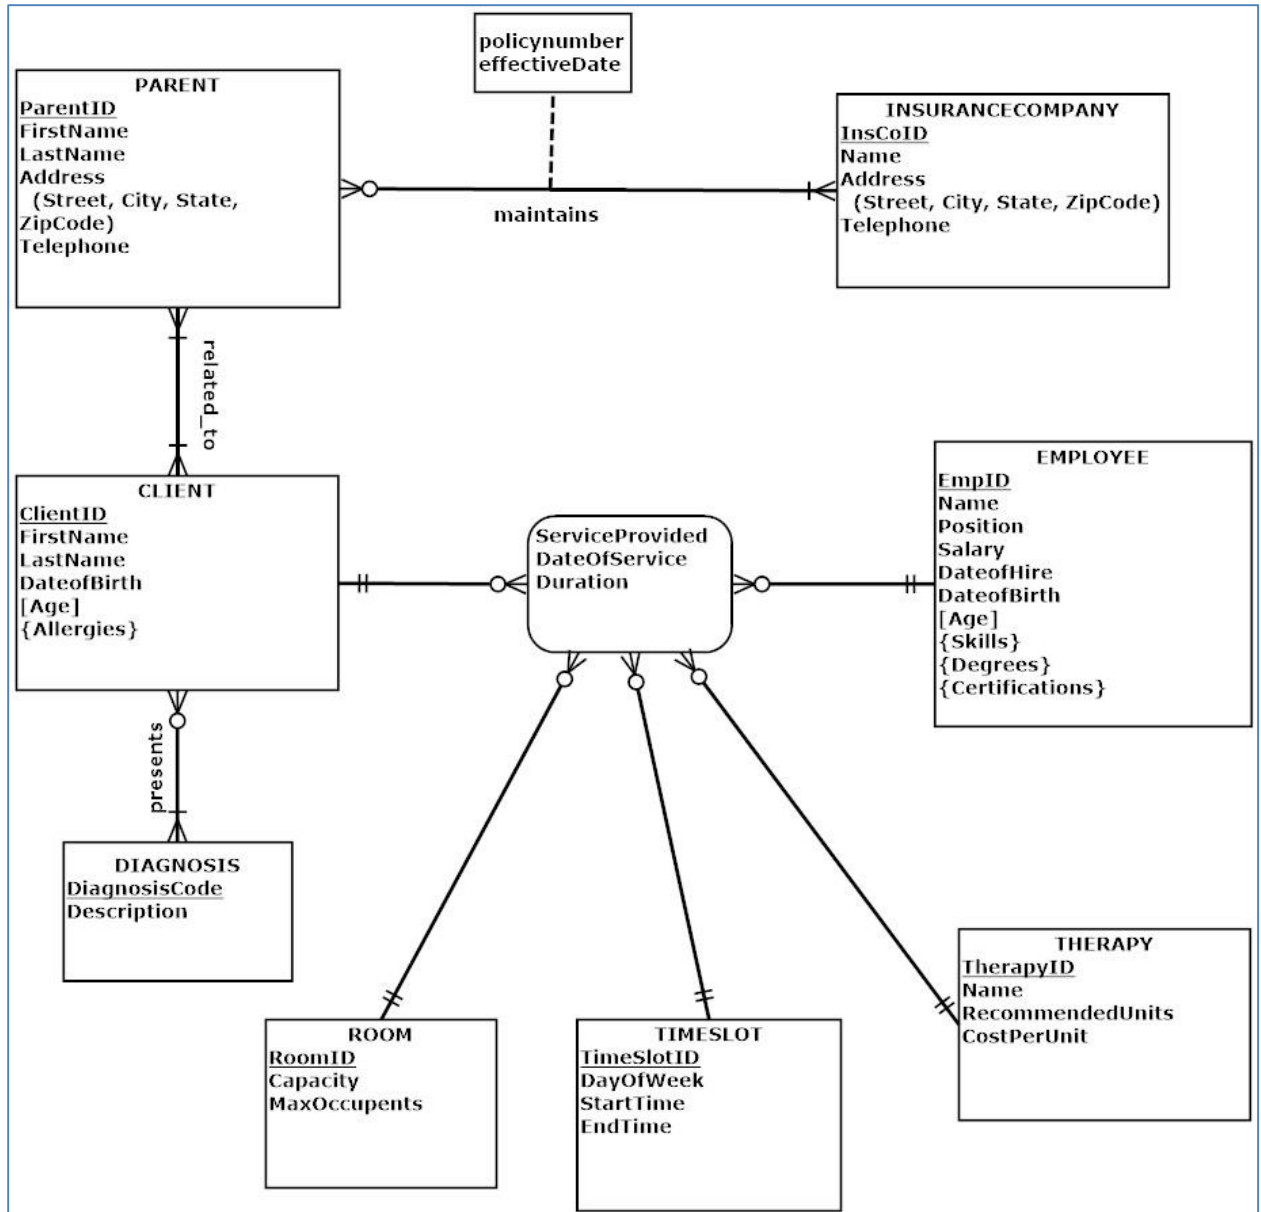 policynumber
effectiveDate
PARENT
ParentID
FirstName
LastName
Address
(Street, City, State,
ZipCode)
Telephone
INSURANCECOMPANY
InsCoID
Name
Address
(Street, City, State, ZipCode)
Telephone
maintains
related_to
CLIENT
ClientID
FirstName
LastName
DateofBirth
[Age]
{Allergies}
ServiceProvided
DateOfService
Duration
EMPLOYEE
EmpID
Name
Position
Salary
DateofHire
DateofBirth
[Age]
{Skills}
{Degrees}
{Certifications}
presents
DIAGNOSIS
DiagnosisCode
Description
ROOM
RoomID
Capacity
MaxOccupents
TIMESLOT
TimeSlotID
DayOfWeek
StartTime
EndTime
THERAPY
TherapyID
Name
RecommendedUnits
CostPerUnit